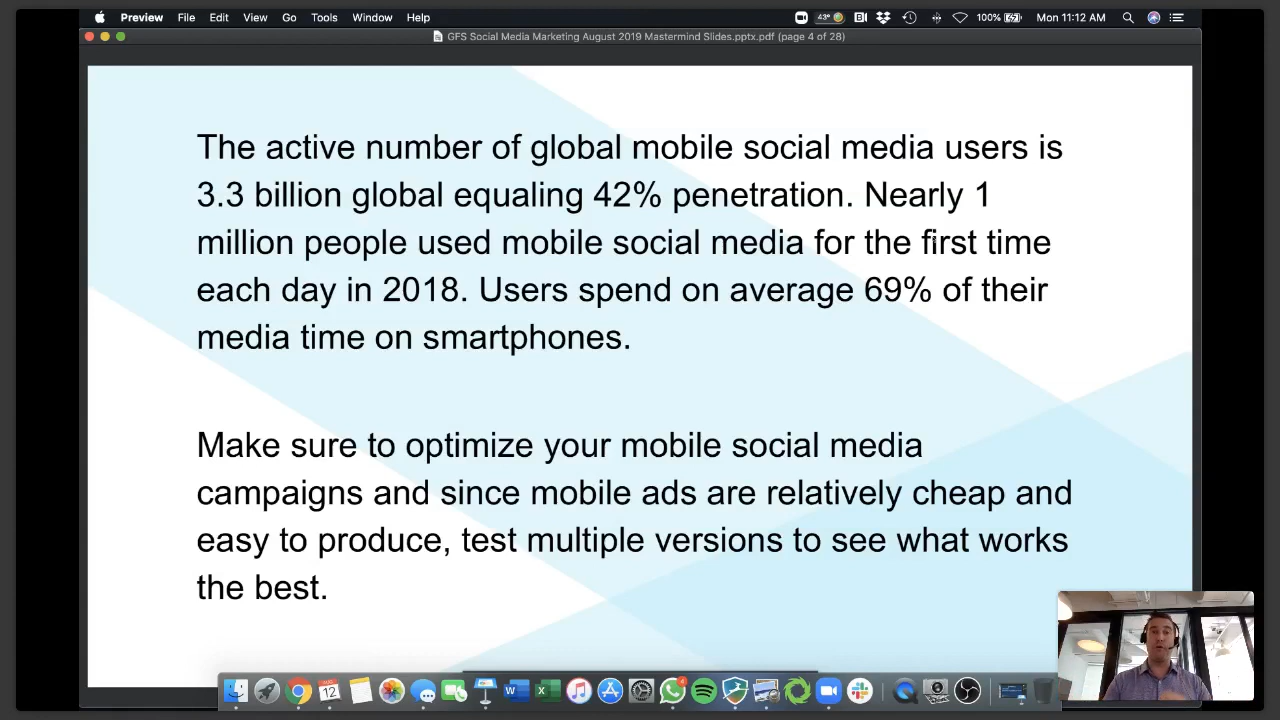 Preview File Edit View Go Tools Window Help 43° 100% Mon 11:12 AM
GFS Social Media Marketing August 2019 Mastermind Slides.pptx.pdf (page 4 of 28)
The active number of global mobile social media users is
3.3 billion global equaling 42% penetration. Nearly 1
million people used mobile social media for the first time
each day in 2018. Users spend on average 69% of their
media time on smartphones.
Make sure to optimize your mobile social media
campaigns and since mobile ads are relatively cheap and
easy to produce, test multiple versions to see what works
the best.
12
4